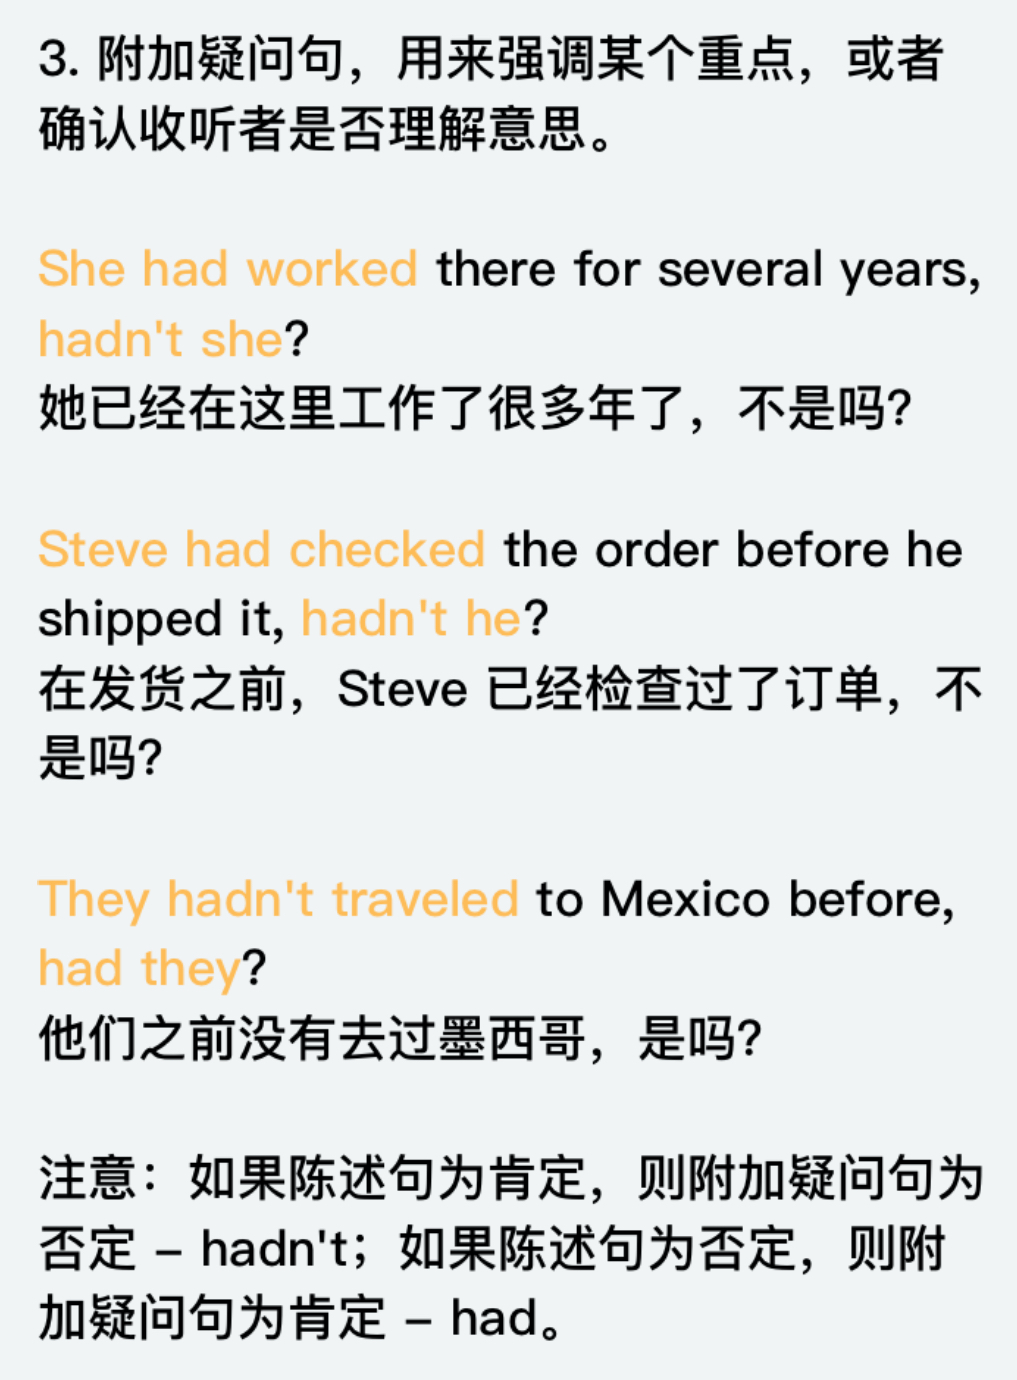 3. 附加疑问句，用来强调某个重点，或者
确认收听者是否理解意思。
She had worked there for several years,
hadn't she?
她已经在这里工作了很多年了，不是吗?
Steve had checked the order before he
shipped it, hadn't he?
在发货之前，Steve 已经检查过了订单，不
是吗?
They hadn't traveled to Mexico before,
had they?
他们之前没有去过墨西哥，是吗?
注意：如果陈述句为肯定，则附加疑问句为
否定 – hadn't；如果陈述句为否定，则附
加疑问句为肯定 – had。